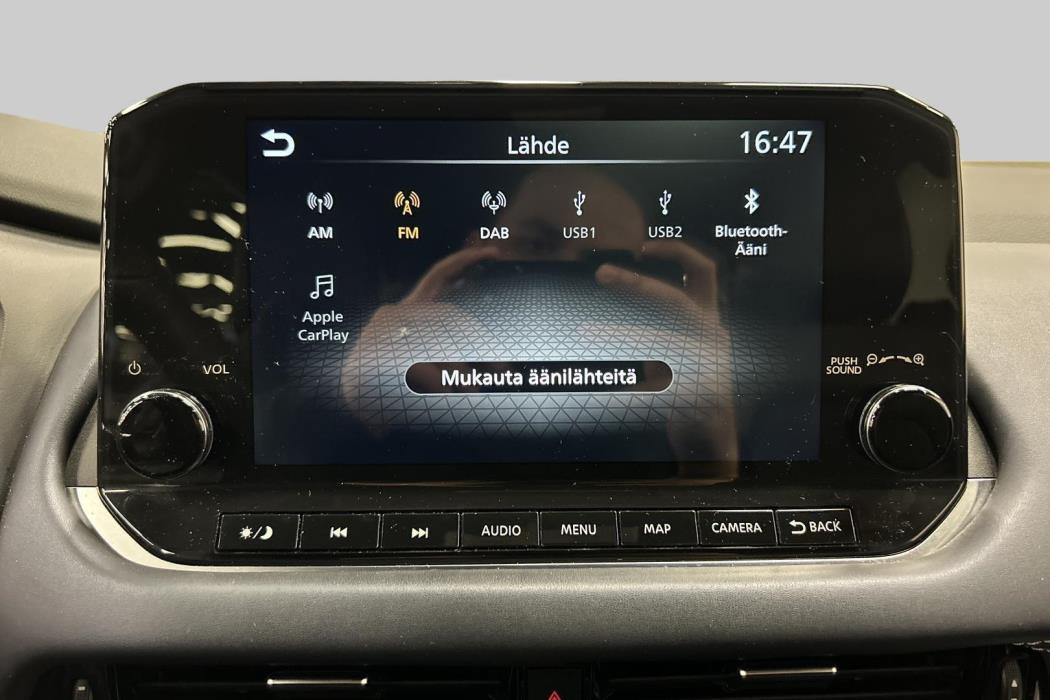 Lähde
16:47
AM
FM
DAB
USB1
USB2
Bluetooth-
Ääni
Apple
CarPlay
Mukauta äänilähteitä
VOL
PUSH
SOUND
AUDIO
MENU
MAP
CAMERA
BACK